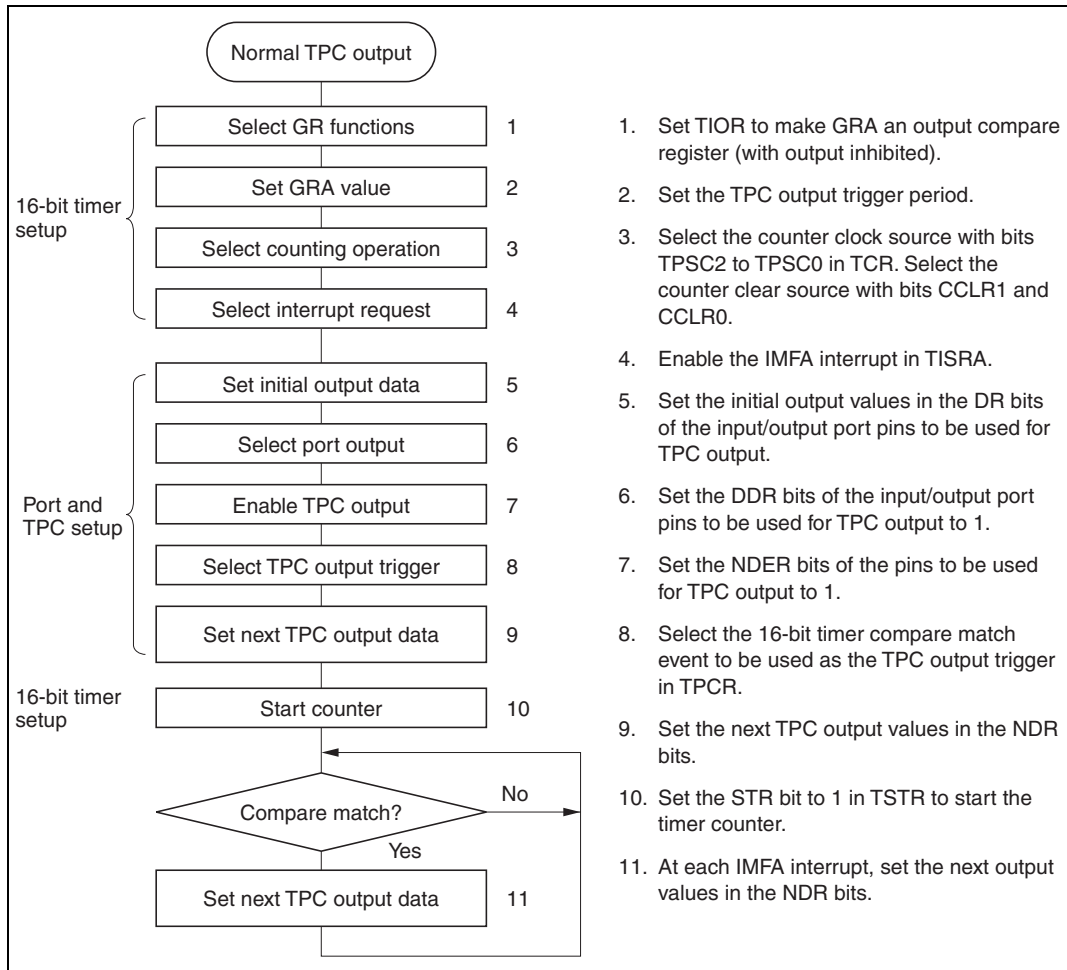 Normal TPC output
16-bit timer
setup
Select GR functions
1
Set GRA value
2
Select counting operation
3
Select interrupt request
4
Port and
TPC setup
Set initial output data
5
Select port output
6
Enable TPC output
7
Select TPC output trigger
8
Set next TPC output data
9
16-bit timer
setup
Start counter
10
Compare match?
No
Yes
Set next TPC output data
11
1. Set TIOR to make GRA an output compare
register (with output inhibited).
2. Set the TPC output trigger period.
3. Select the counter clock source with bits
TPSC2 to TPSC0 in TCR. Select the
counter clear source with bits CCLR1 and
CCLR0.
4. Enable the IMFA interrupt in TISRA.
5. Set the initial output values in the DR bits
of the input/output port pins to be used for
TPC output.
6. Set the DDR bits of the input/output port
pins to be used for TPC output to 1.
7. Set the NDER bits of the pins to be used
for TPC output to 1.
8. Select the 16-bit timer compare match
event to be used as the TPC output trigger
in TPCR.
9. Set the next TPC output values in the NDR
bits.
10. Set the STR bit to 1 in TSTR to start the
timer counter.
11. At each IMFA interrupt, set the next output
values in the NDR bits.